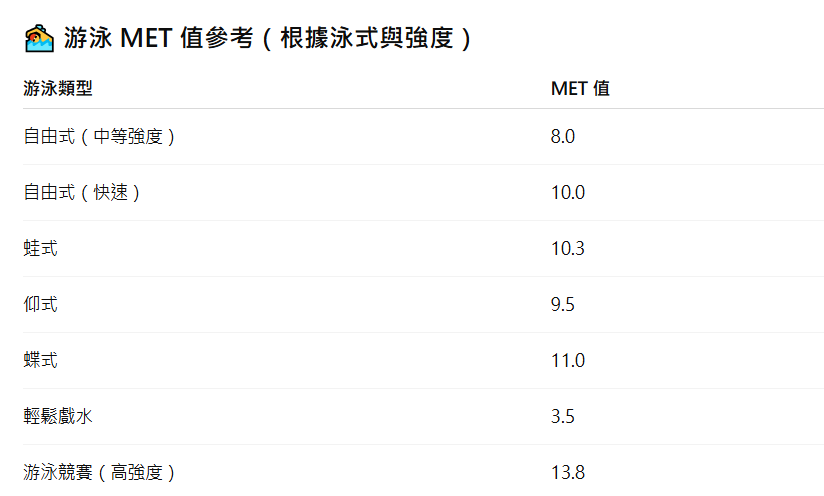 游泳 MET 值參考（根據泳式與強度）
游泳類型 MET 值
自由式（中等強度） 8.0
自由式（快速） 10.0
蛙式 10.3
仰式 9.5
蝶式 11.0
輕鬆戲水 3.5
游泳競賽（高強度） 13.8